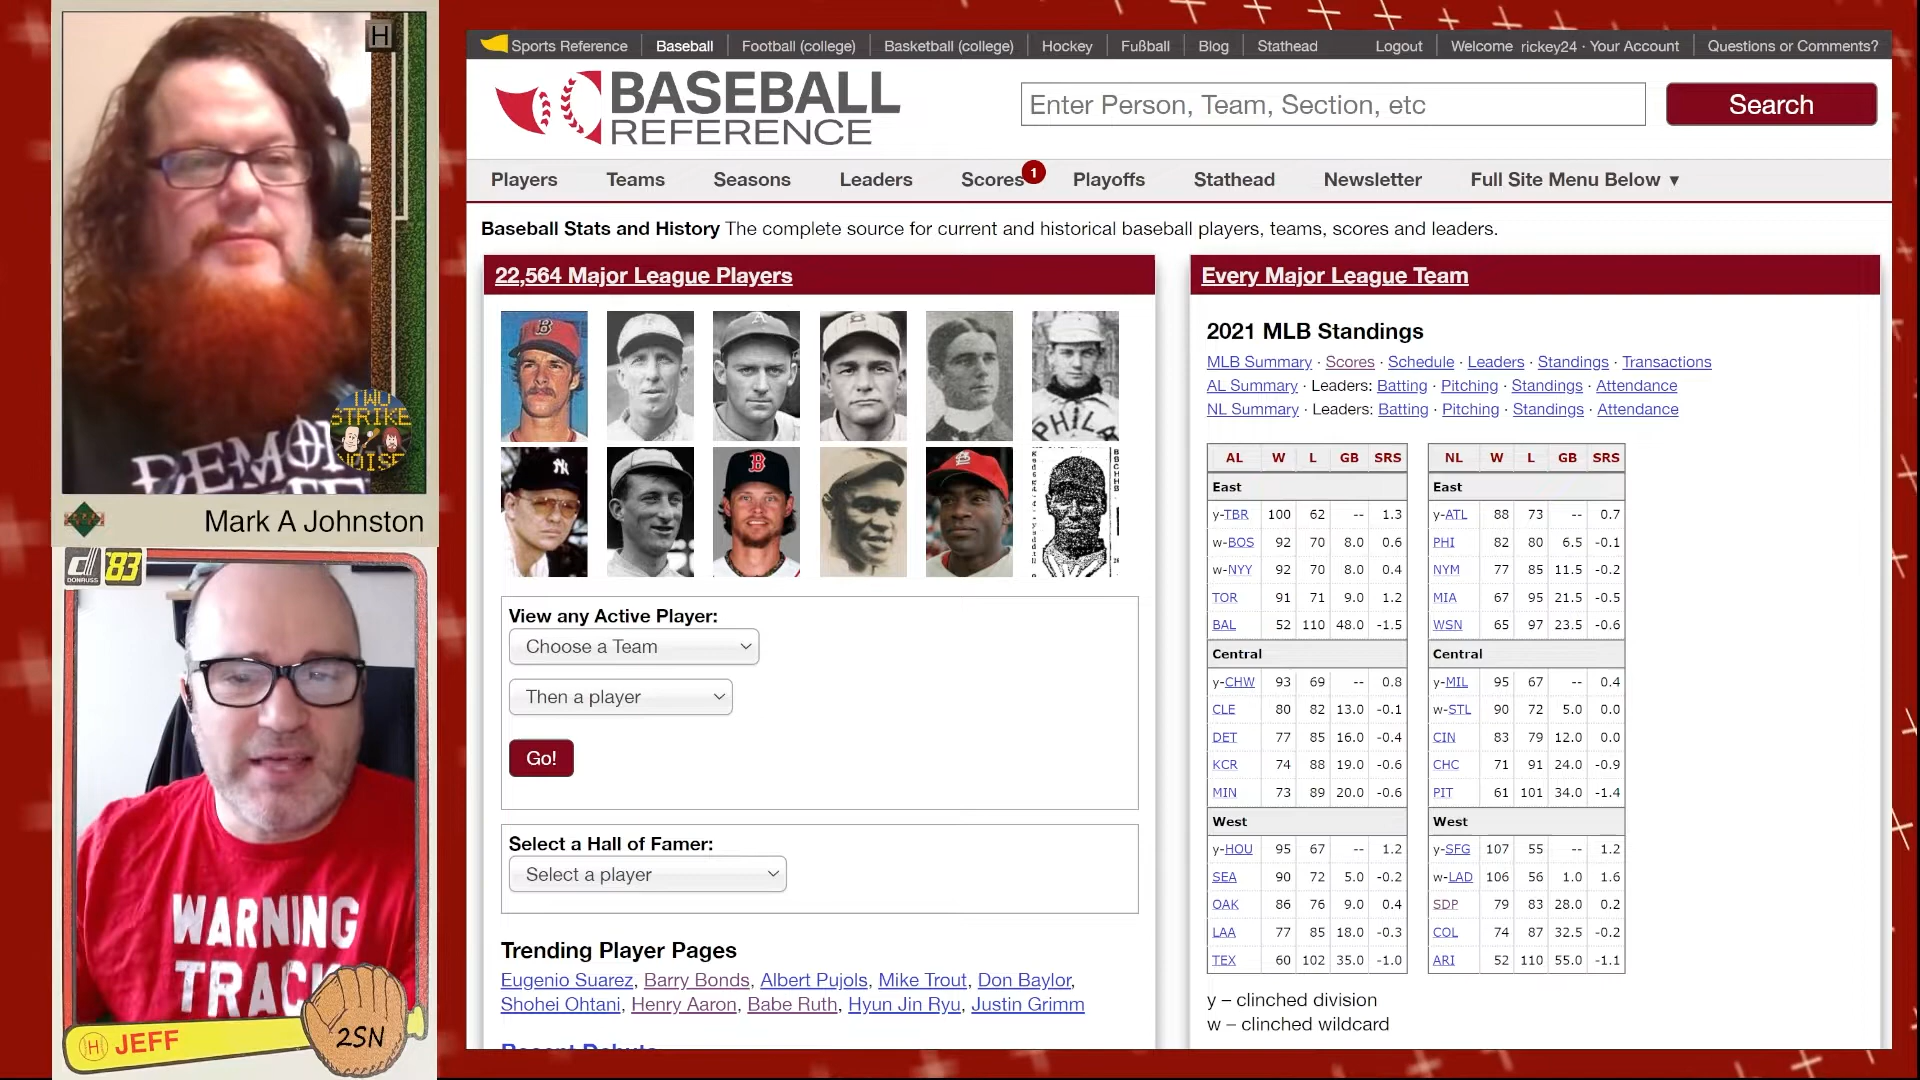 H
TWO
STRIKE
NOISE
DEMON
Mark A Johnston
d
DONRUSS
'83
WARNING
TRACK
H JEFF
2SN
Sports Reference Baseball Football (college) Basketball (college) Hockey Fußball Blog Stathead Logout Welcome rickey24 · Your Account Questions or Comments?
BASEBALL
REFERENCE
Enter Person, Team, Section, etc
Search
Players Teams Seasons Leaders Scores 1 Playoffs Stathead Newsletter Full Site Menu Below ▼
Baseball Stats and History The complete source for current and historical baseball players, teams, scores and leaders.
22,564 Major League Players
B
A
B
PHILA
NY
B
View any Active Player:
Choose a Team
Then a player
Go!
Select a Hall of Famer:
Select a player
Trending Player Pages
Eugenio Suarez, Barry Bonds, Albert Pujols, Mike Trout, Don Baylor,
Shohei Ohtani, Henry Aaron, Babe Ruth, Hyun Jin Ryu, Justin Grimm
Recent Debuts
Every Major League Team
2021 MLB Standings
MLB Summary · Scores · Schedule · Leaders · Standings · Transactions
AL Summary · Leaders: Batting · Pitching · Standings · Attendance
NL Summary · Leaders: Batting · Pitching · Standings · Attendance
AL W L GB SRS
East
y-TBR 100 62 -- 1.3
w-BOS 92 70 8.0 0.6
w-NYY 92 70 8.0 0.4
TOR 91 71 9.0 1.2
BAL 52 110 48.0 -1.5
Central
y-CHW 93 69 -- 0.8
CLE 80 82 13.0 -0.1
DET 77 85 16.0 -0.4
KCR 74 88 19.0 -0.6
MIN 73 89 20.0 -0.6
West
y-HOU 95 67 -- 1.2
SEA 90 72 5.0 -0.2
OAK 86 76 9.0 0.4
LAA 77 85 18.0 -0.3
TEX 60 102 35.0 -1.0
NL W L GB SRS
East
y-ATL 88 73 -- 0.7
PHI 82 80 6.5 -0.1
NYM 77 85 11.5 -0.2
MIA 67 95 21.5 -0.5
WSN 65 97 23.5 -0.6
Central
y-MIL 95 67 -- 0.4
w-STL 90 72 5.0 0.0
CIN 83 79 12.0 0.0
CHC 71 91 24.0 -0.9
PIT 61 101 34.0 -1.4
West
y-SFG 107 55 -- 1.2
w-LAD 106 56 1.0 1.6
SDP 79 83 28.0 0.2
COL 74 87 32.5 -0.2
ARI 52 110 55.0 -1.1
y – clinched division
w – clinched wildcard